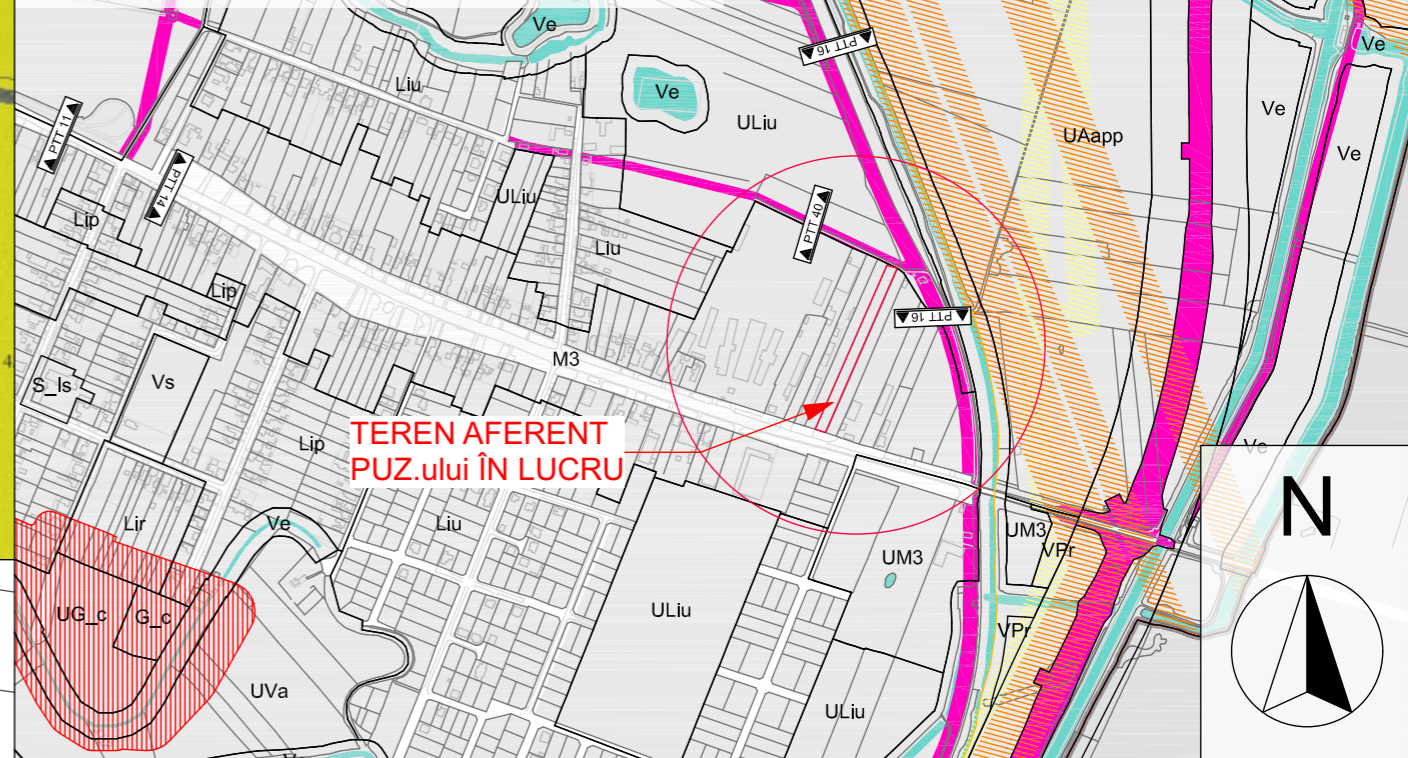 Ve
PTT 16
Ve
Liu
Ve
Ve
ULiu
UAapp
PTT 11
Ve
PTT 14
ULiu
PTT 40
Lip
Liu
Lip
PTT 16
M3
4
S_Is
Vs
TEREN AFERENT
PUZ.ului ÎN LUCRU
Lip
Ve
N
Lir
Ve
Liu
UM3
VPr
UM3
UG_c
G_c
ULiu
VPr
UVa
ULiu